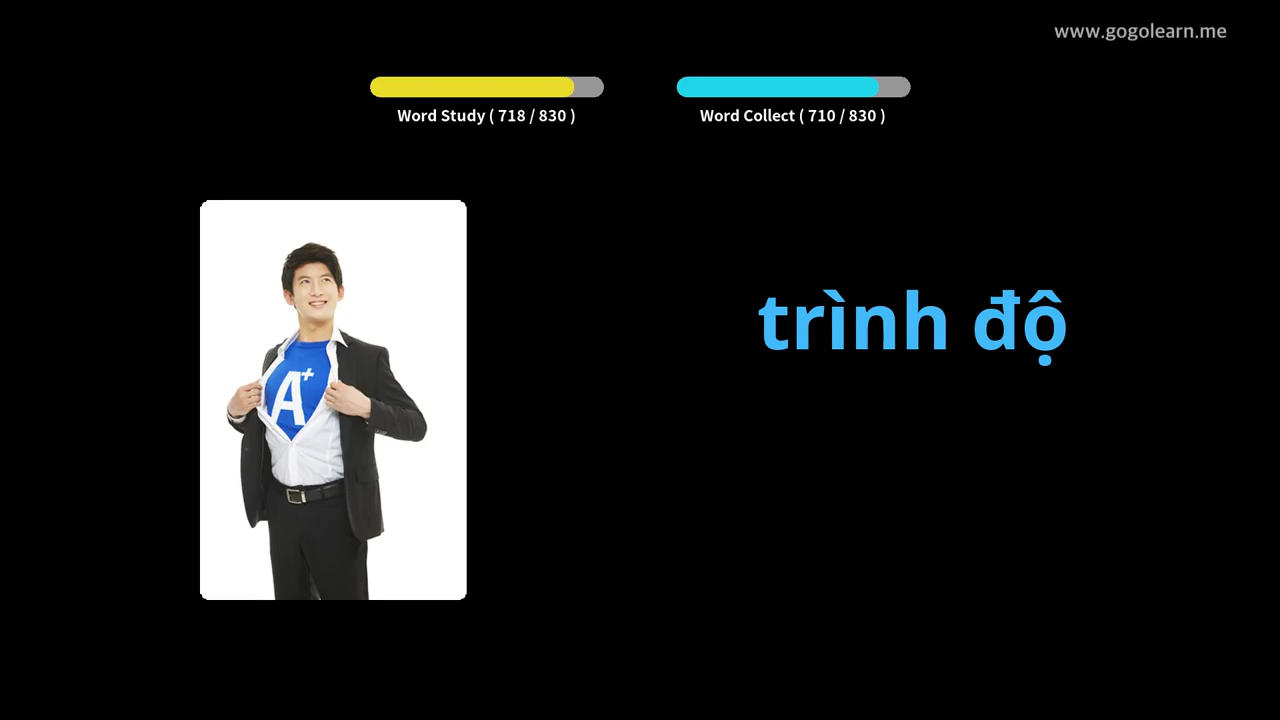 www.gogolearn.me
Word Study ( 718 / 830 )
Word Collect ( 710 / 830 )
A+
trình độ